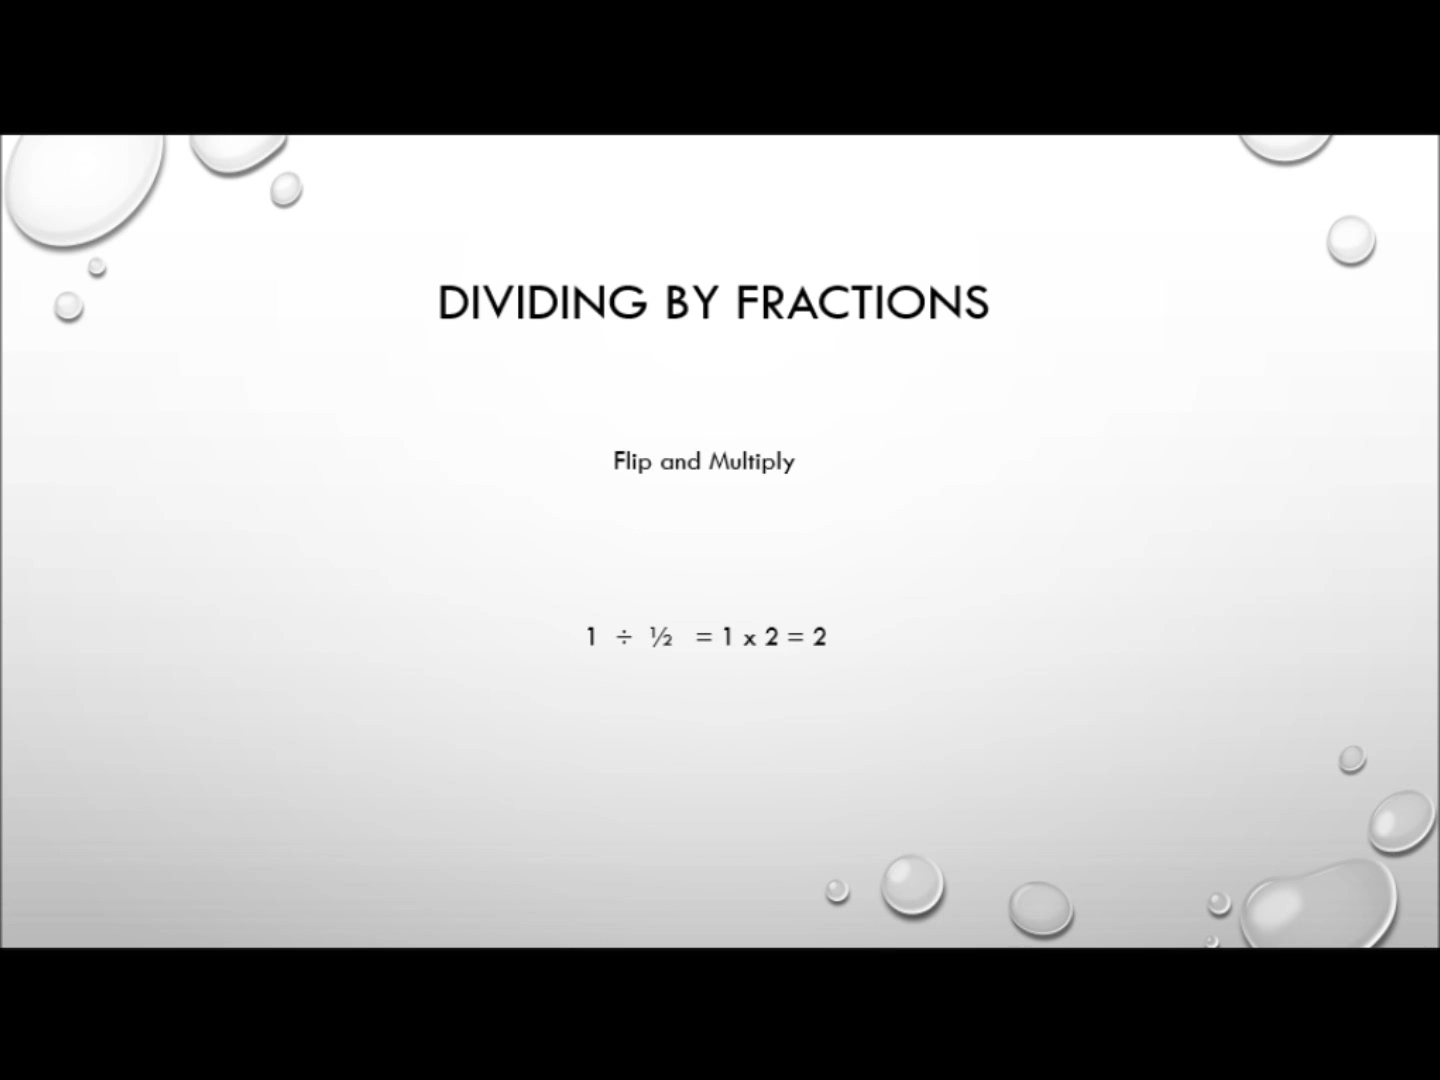 DIVIDING BY FRACTIONS
Flip and Multiply
1 ÷ ½ = 1 x 2 = 2